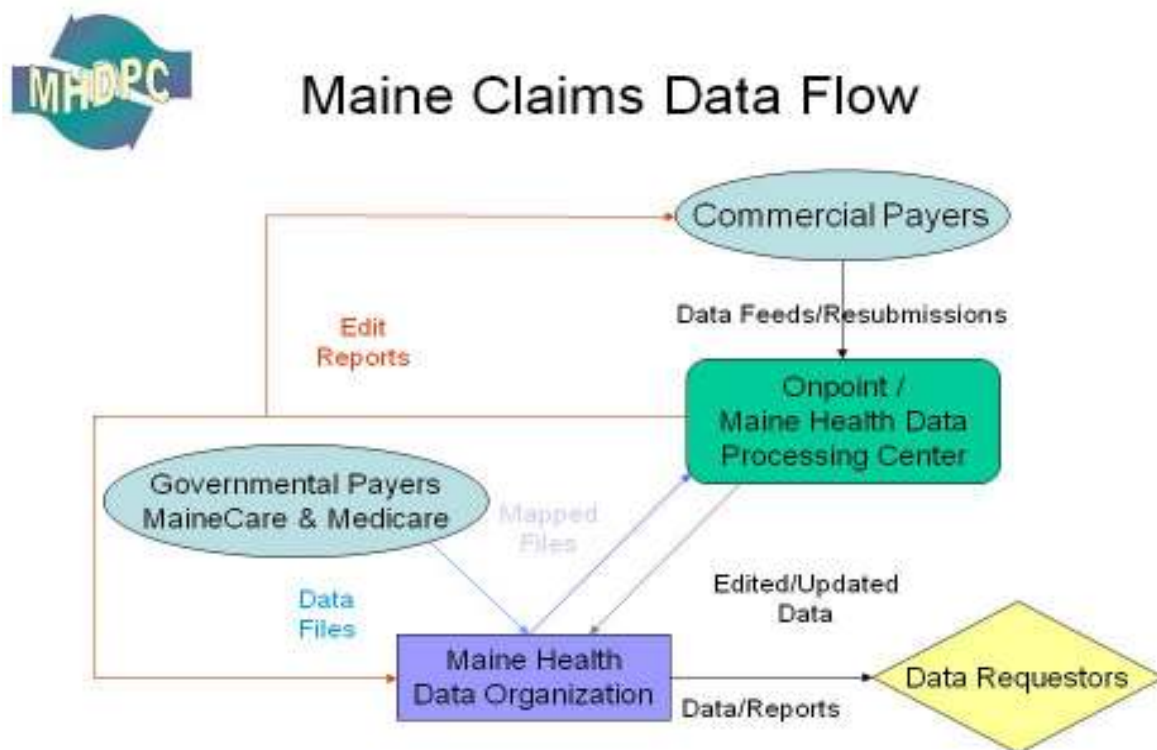 MHDPC
Maine Claims Data Flow
Commercial Payers
Data Feeds/Resubmissions
Edit
Reports
Onpoint /
Maine Health Data
Processing Center
Governmental Payers
MaineCare & Medicare
Mapped
Files
Edited/Updated
Data
Data
Files
Maine Health
Data Organization
Data Requestors
Data/Reports